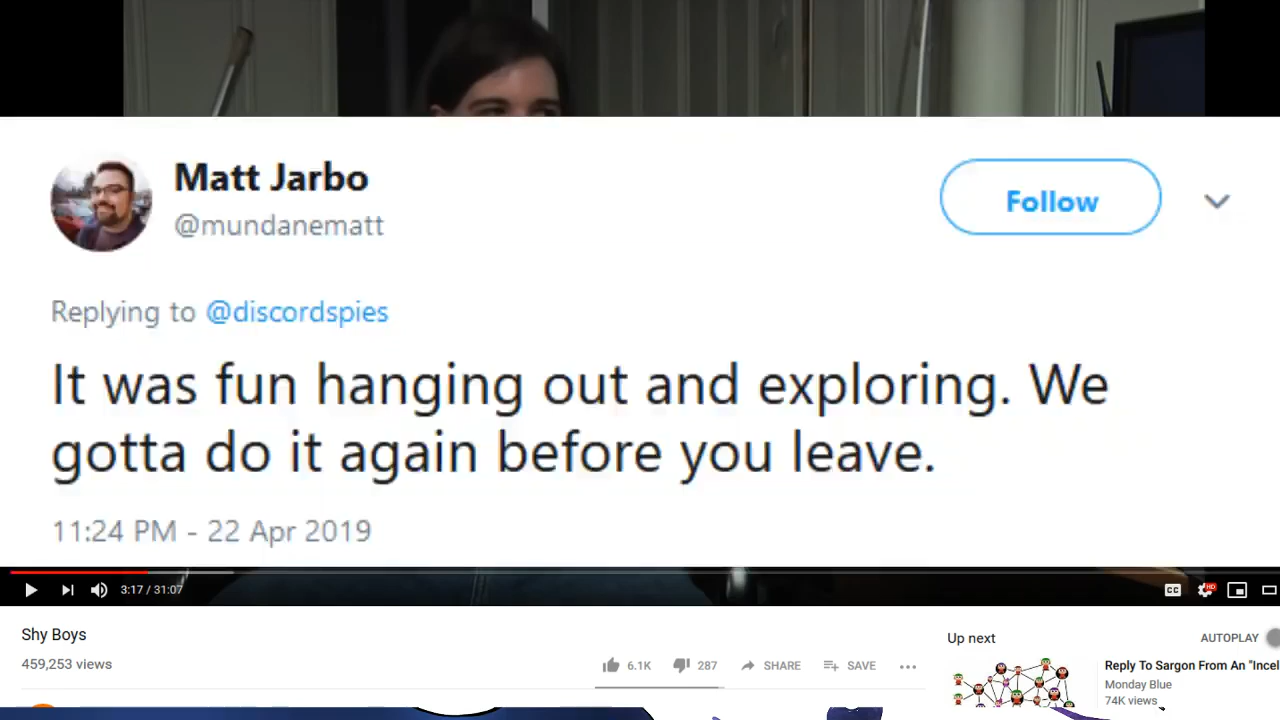 Matt Jarbo
@mundanematt
Follow
Replying to @discordspies
It was fun hanging out and exploring. We
gotta do it again before you leave.
11:24 PM - 22 Apr 2019
3:17 / 31:07
CC
HD
Shy Boys
459,253 views
6.1K
287
SHARE
SAVE
Up next
AUTOPLAY
Reply To Sargon From An "Incel
Monday Blue
74K views